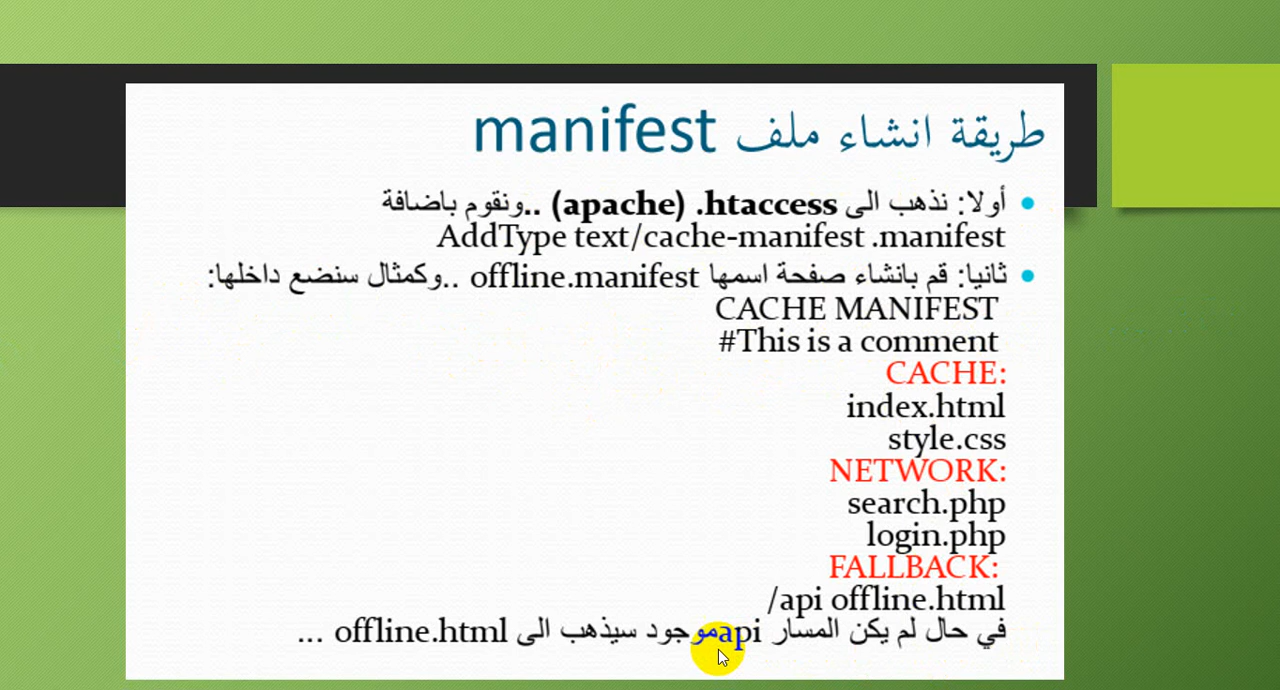 طريقة انشاء ملف manifest
أولا: نذهب الى .htaccess (apache) ..ونقوم باضافة
AddType text/cache-manifest .manifest
ثانيا: قم بانشاء صفحة اسمها offline.manifest ..وكمثال سنضع داخلها:
CACHE MANIFEST
#This is a comment
CACHE:
index.html
style.css
NETWORK:
search.php
login.php
FALLBACK:
/api offline.html
في حال لم يكن المسار api موجود سيذهب الى offline.html ...